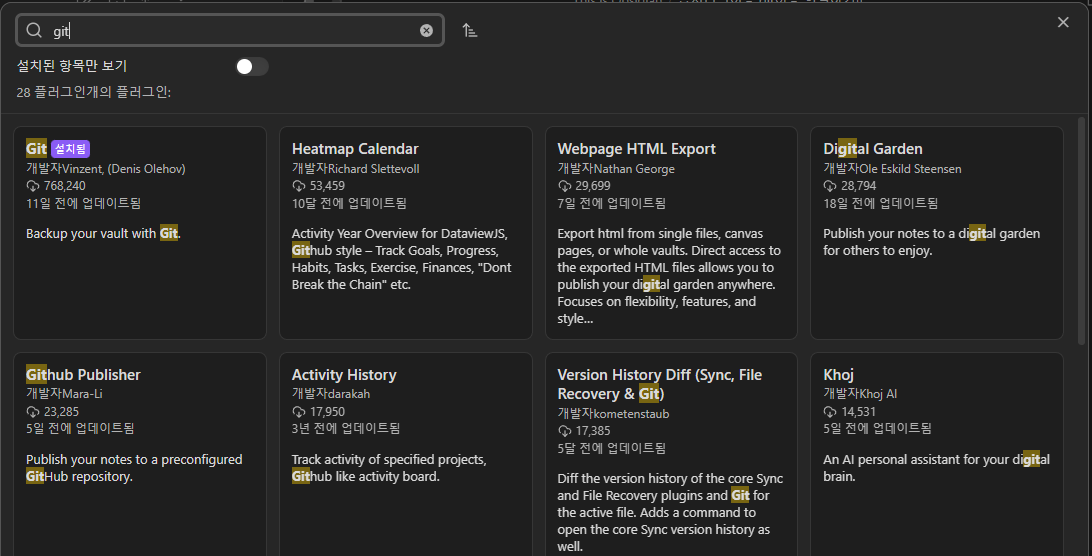 git
설치된 항목만 보기
28 플러그인개의 플러그인:
Git 설치됨
개발자Vinzent, (Denis Olehov)
768,240
11일 전에 업데이트됨
Backup your vault with Git.
Heatmap Calendar
개발자Richard Slettevoll
53,459
10달 전에 업데이트됨
Activity Year Overview for DataviewJS,
Github style – Track Goals, Progress,
Habits, Tasks, Exercise, Finances, "Dont
Break the Chain" etc.
Webpage HTML Export
개발자Nathan George
29,699
7일 전에 업데이트됨
Export html from single files, canvas
pages, or whole vaults. Direct access to
the exported HTML files allows you to
publish your digital garden anywhere.
Focuses on flexibility, features, and
style...
Digital Garden
개발자Ole Eskild Steensen
28,794
18일 전에 업데이트됨
Publish your notes to a digital garden
for others to enjoy.
Github Publisher
개발자Mara-Li
23,285
5일 전에 업데이트됨
Publish your notes to a preconfigured
GitHub repository.
Activity History
개발자darakah
17,950
3년 전에 업데이트됨
Track activity of specified projects,
Github like activity board.
Version History Diff (Sync, File
Recovery & Git)
개발자kometenstaub
17,385
5달 전에 업데이트됨
Diff the version history of the core Sync
and File Recovery plugins and Git for
the active file. Adds a command to
open the core Sync version history as
well.
Khoj
개발자Khoj AI
14,531
5일 전에 업데이트됨
An AI personal assistant for your digital
brain.